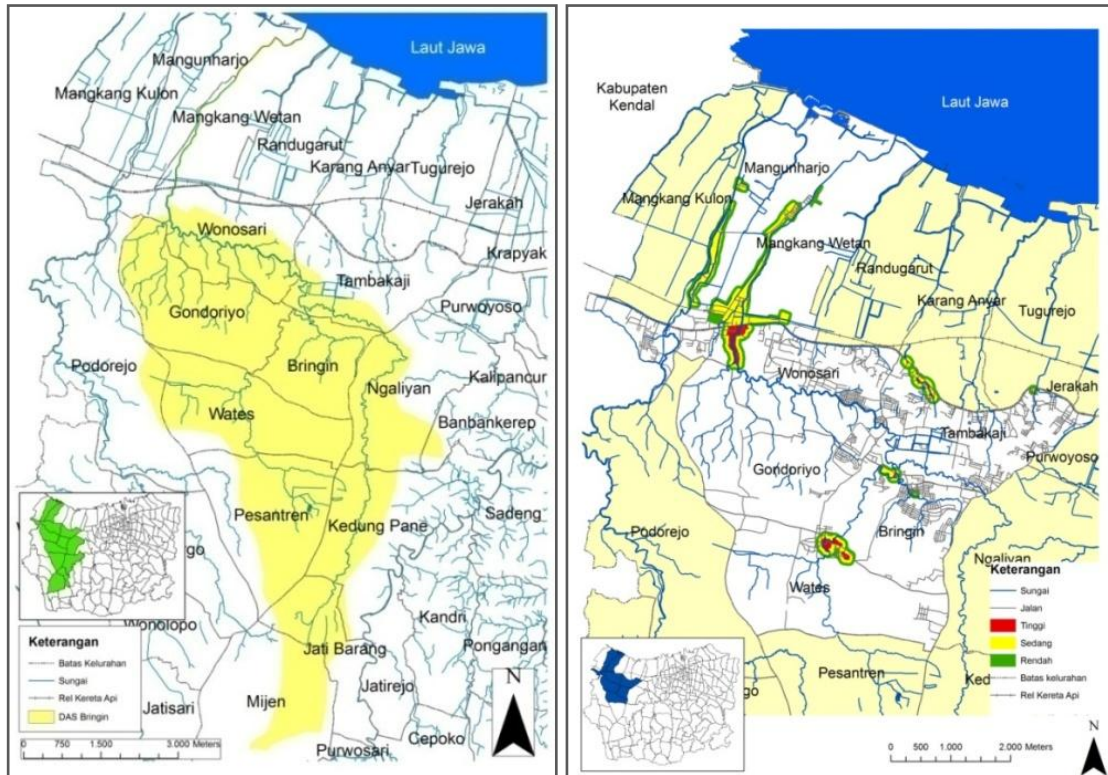 Laut Jawa
Mangunharjo
Mangkang Kulon
Mangkang Wetan
Randugarut
Karang Anyar
Tugurejo
Jerakah
Wonosari
Krapyak
Tambakaji
Purwoyoso
Gondoriyo
Podorejo
Bringin
Ngaliyan
Kalipancur
Wates
Banbankerep
Pesantren
Kedung Pane
Sadeng
go
Wonolopo
Kandri
Pongangan
Jati Barang
Jatirejo
Jatisari
Mijen
Cepoko
Purwosari
Keterangan
Batas Kelurahan
Sungai
Rel Kereta Api
DAS Bringin
0 750 1.500 3.000 Meters
N
Kabupaten
Kendal
Laut Jawa
Mangunharjo
Mangkang Kulon
Mangkang Wetan
Randugarut
Karang Anyar
Tugurejo
Wonosari
Jerakah
Tambakaji
Purwoyoso
Gondoriyo
Bringin
Podorejo
Ngaliyan
Wates
Pesantren
Ked
go
Keterangan
Sungai
Jalan
Tinggi
Sedang
Rendah
Batas kelurahan
Rel Kereta Api
0 500 1.000 2.000 Meters
N